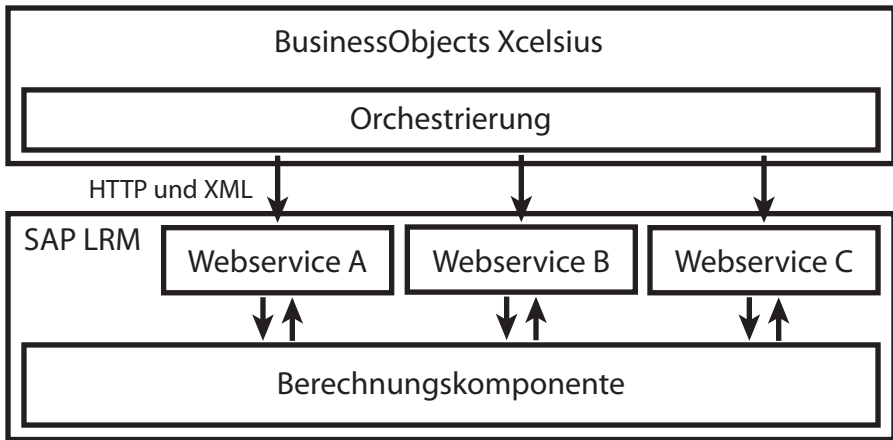 BusinessObjects Xcelsius
Orchestrierung
HTTP und XML
SAP LRM
Webservice A
Webservice B
Webservice C
Berechnungskomponente